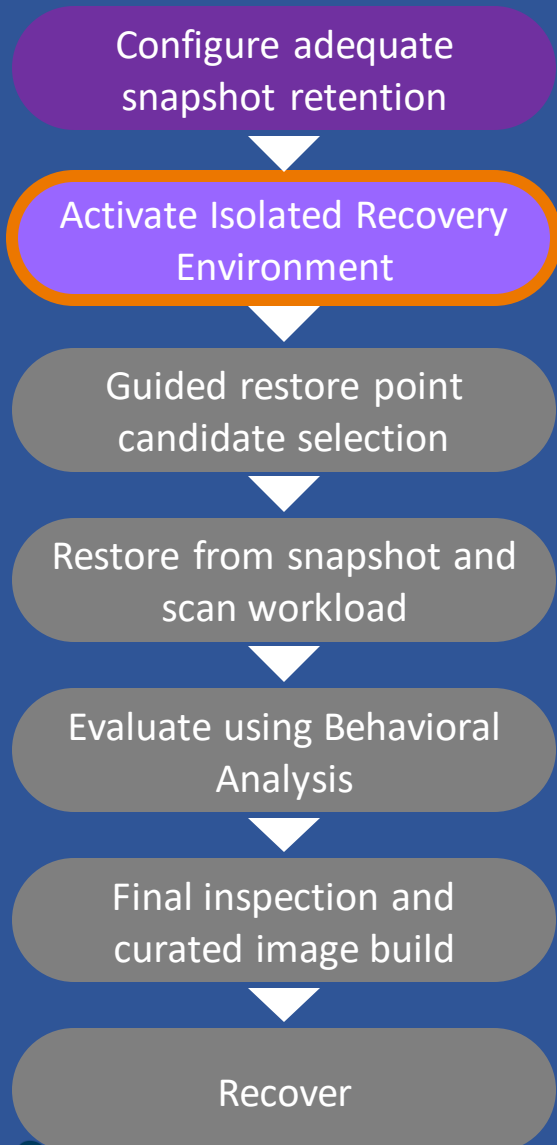 Configure adequate
snapshot retention
Activate Isolated Recovery
Environment
Guided restore point
candidate selection
Restore from snapshot and
scan workload
Evaluate using Behavioral
Analysis
Final inspection and
curated image build
Recover